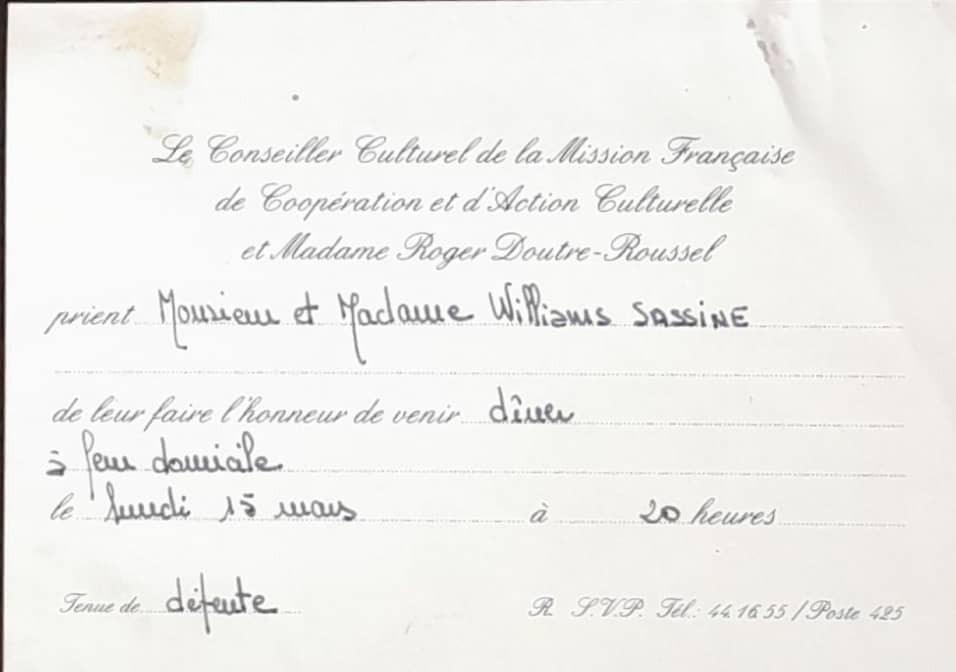 Le Conseiller Culturel de la Mission Française
de Coopération et d'Action Culturelle
et Madame Roger Doutre-Roussel
prient Monsieur et Madame Williams SASSINE
de leur faire l'honneur de venir dîner
à leur domicile
le lundi 15 mars à 20 heures
Tenue de détente R. S.V.P. Tél.: 44.16.55 / Poste 425